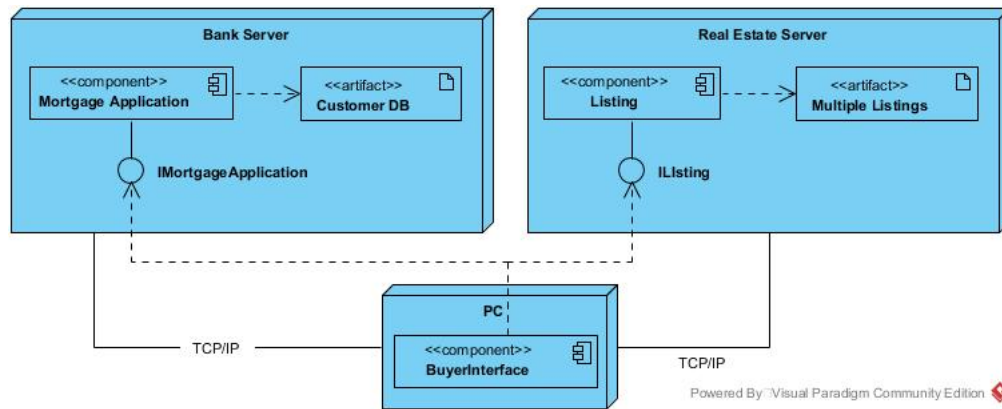 Bank Server
<<component>>
Mortgage Application
<<artifact>>
Customer DB
IMortgageApplication
Real Estate Server
<<component>>
Listing
<<artifact>>
Multiple Listings
IListing
PC
<<component>>
BuyerInterface
TCP/IP
TCP/IP
Powered By Visual Paradigm Community Edition